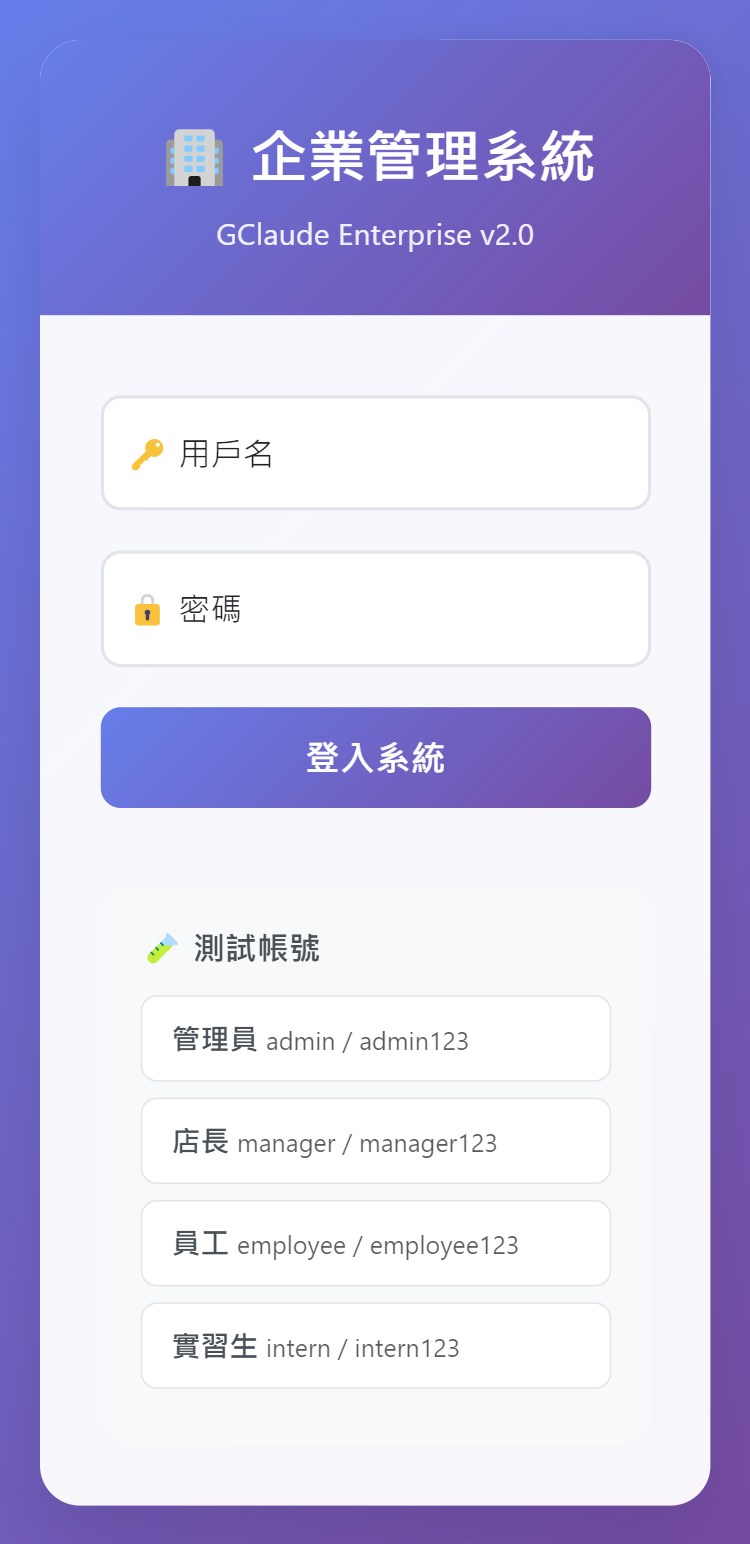 企業管理系統
GClaude Enterprise v2.0
用戶名
密碼
登入系統
測試帳號
管理員 admin / admin123
店長 manager / manager123
員工 employee / employee123
實習生 intern / intern123